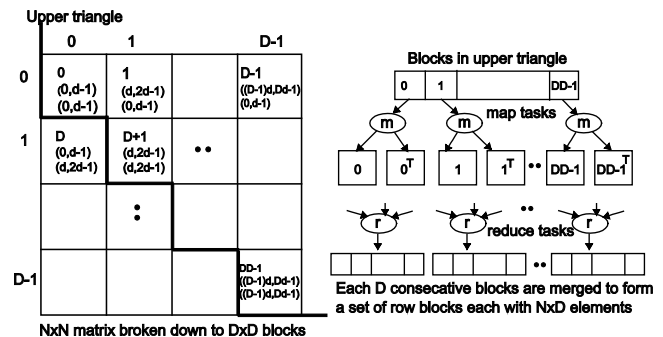 Upper triangle
0 1 D-1
0
0
(0,d-1)
(0,d-1)
1
(d,2d-1)
(0,d-1)
D-1
((D-1)d,Dd-1)
(0,d-1)
1
D
(0,d-1)
(d,2d-1)
D+1
(d,2d-1)
(d,2d-1)
D-1
DD-1
((D-1)d,Dd-1)
((D-1)d,Dd-1)
NxN matrix broken down to DxD blocks
Blocks in upper triangle
0 1 DD-1
map tasks
m m m
0 0T 1 1T DD-1 DD-1T
r r r
reduce tasks
Each D consecutive blocks are merged to form
a set of row blocks each with NxD elements